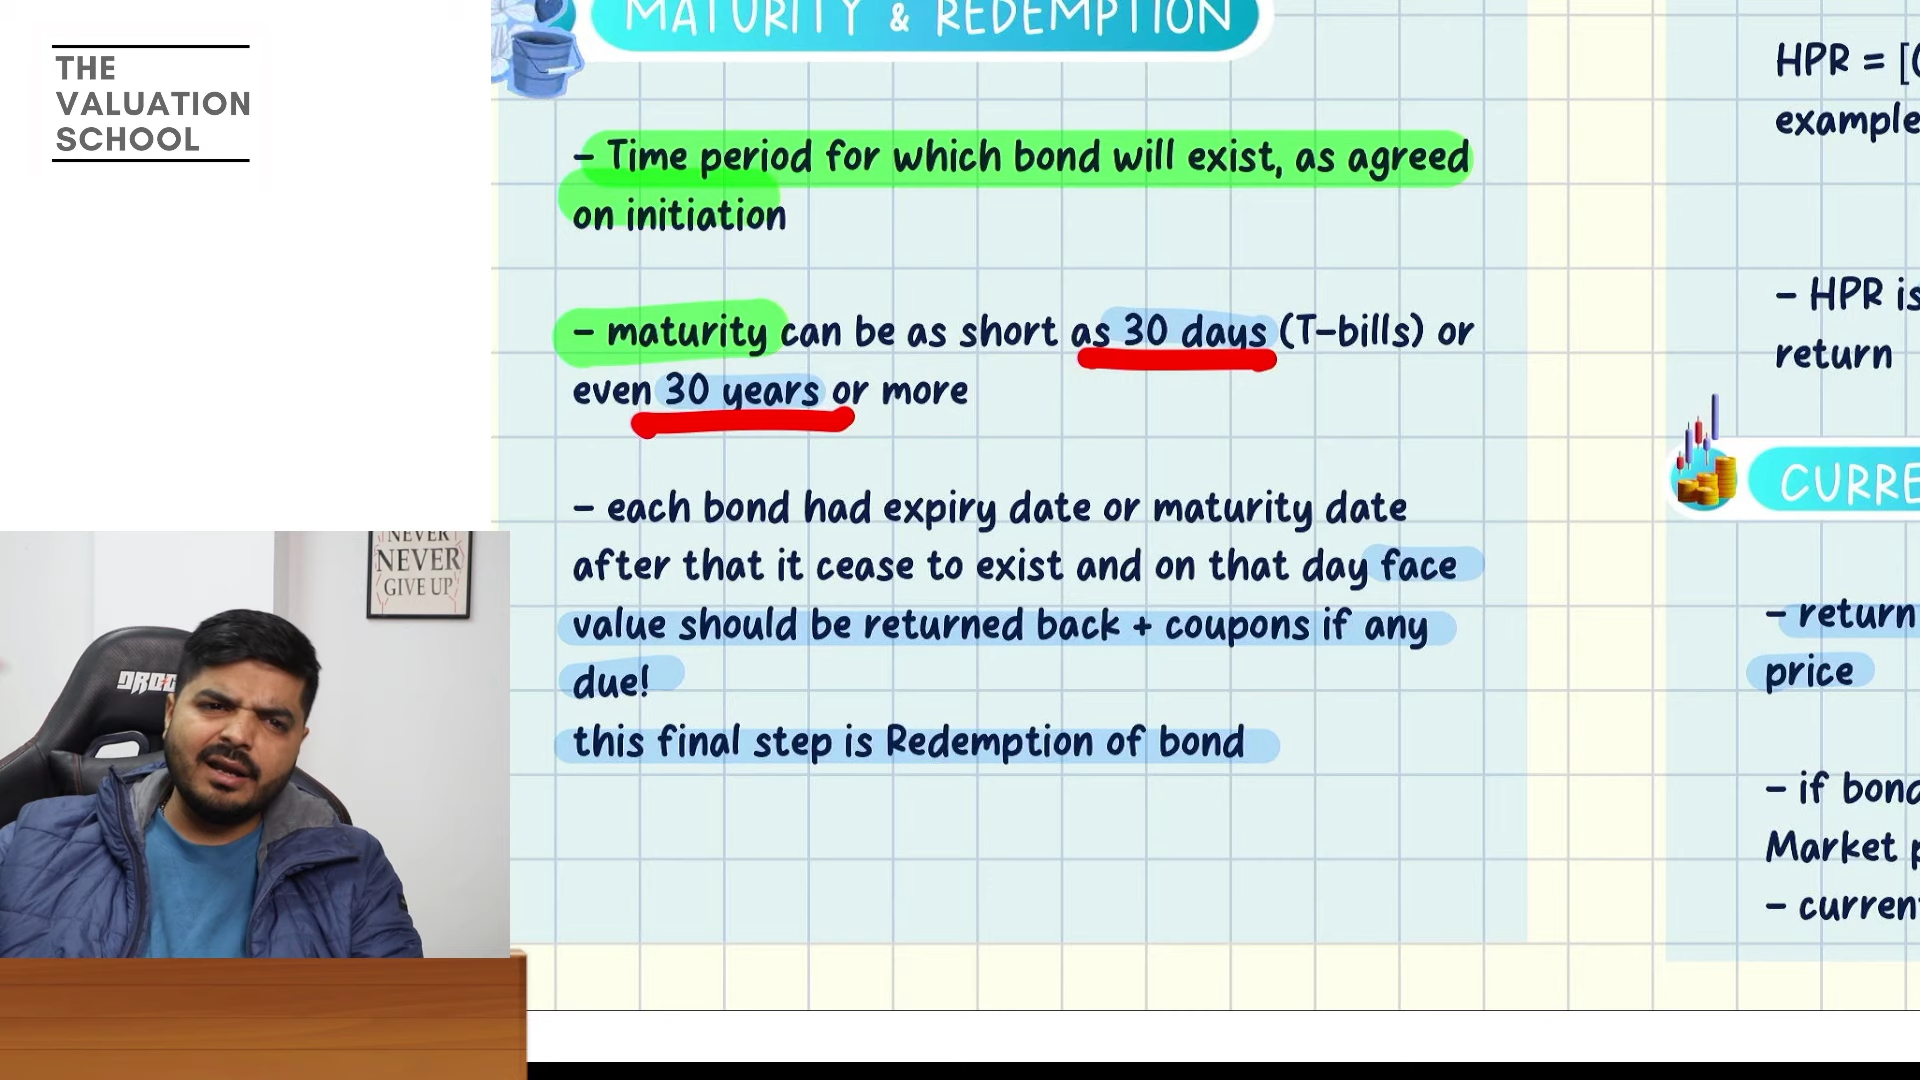 THE
VALUATION
SCHOOL
MATURITY & REDEMPTION
- Time period for which bond will exist, as agreed
on initiation
- maturity can be as short as 30 days (T-bills) or
even 30 years or more
- each bond had expiry date or maturity date
after that it cease to exist and on that day face
value should be returned back + coupons if any
due!
this final step is Redemption of bond
HPR = [
example
- HPR is
return
CURRE
- return
price
- if bond
Market
- current
NEVER
NEVER
GIVE UP